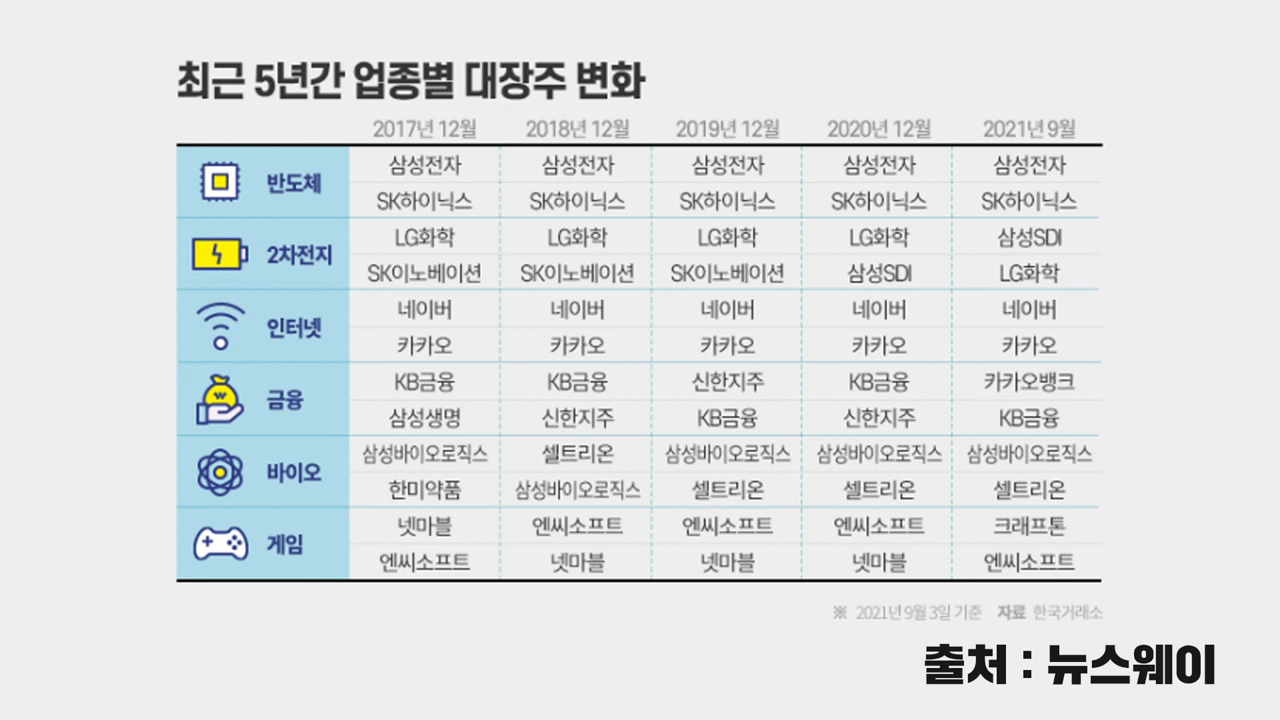 최근 5년간 업종별 대장주 변화
2017년 12월 2018년 12월 2019년 12월 2020년 12월 2021년 9월
반도체
삼성전자 삼성전자 삼성전자 삼성전자 삼성전자
SK하이닉스 SK하이닉스 SK하이닉스 SK하이닉스 SK하이닉스
2차전지
LG화학 LG화학 LG화학 LG화학 삼성SDI
SK이노베이션 SK이노베이션 SK이노베이션 삼성SDI LG화학
인터넷
네이버 네이버 네이버 네이버 네이버
카카오 카카오 카카오 카카오 카카오
금융
KB금융 KB금융 신한지주 KB금융 카카오뱅크
삼성생명 신한지주 KB금융 신한지주 KB금융
바이오
삼성바이오로직스 셀트리온 삼성바이오로직스 삼성바이오로직스 삼성바이오로직스
한미약품 삼성바이오로직스 셀트리온 셀트리온 셀트리온
게임
넷마블 엔씨소프트 엔씨소프트 엔씨소프트 크래프톤
엔씨소프트 넷마블 넷마블 넷마블 엔씨소프트
※ 2021년 9월 3일 기준 자료 한국거래소
출처 : 뉴스웨이